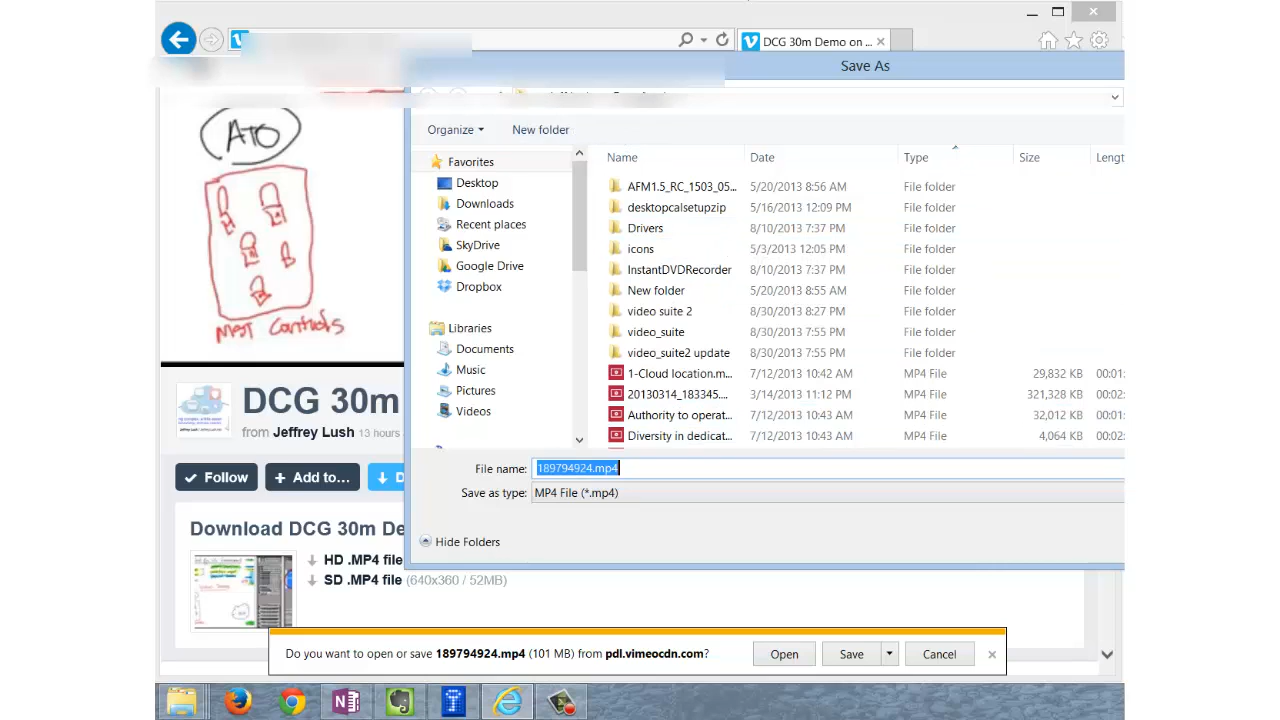 DCG 30m Demo on ...
Save As
Organize
New folder
ATO
Favorites
Desktop
Downloads
Recent places
SkyDrive
Google Drive
Dropbox
Libraries
Documents
Music
Pictures
Videos
Name Date Type Size Lengt
AFM1.5_RC_1503_05... 5/20/2013 8:56 AM File folder
desktopcalsetupzip 5/16/2013 12:09 PM File folder
Drivers 8/10/2013 7:37 PM File folder
icons 5/3/2013 12:05 PM File folder
InstantDVDRecorder 8/10/2013 7:37 PM File folder
New folder 5/20/2013 8:55 AM File folder
video suite 2 8/30/2013 8:27 PM File folder
video_suite 8/30/2013 7:55 PM File folder
video_suite2 update 8/30/2013 7:55 PM File folder
1-Cloud location.m... 7/12/2013 10:42 AM MP4 File 29,832 KB 00:01:
20130314_183345.... 3/14/2013 11:12 PM MP4 File 321,328 KB 00:02:
Authority to operat... 7/12/2013 10:43 AM MP4 File 32,012 KB 00:01:
Diversity in dedicat... 7/12/2013 10:43 AM MP4 File 4,064 KB 00:02:
File name: 189794924.mp4
Save as type: MP4 File (*.mp4)
Hide Folders
DCG 30m
from Jeffrey Lush 13 hours
Follow
Add to...
D
Download DCG 30m De
HD .MP4 file
SD .MP4 file (640x360 / 52MB)
Do you want to open or save 189794924.mp4 (101 MB) from pdl.vimeocdn.com?
Open
Save
Cancel